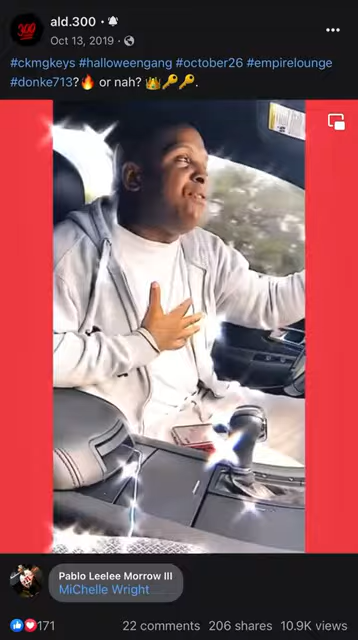 ald.300
Oct 13, 2019
#ckmgkeys #halloweengang #october26 #empirelounge
#donke713?🔥 or nah? 👑🔑🔑.
Pablo Leelee Morrow III
MiChelle Wright
171 22 comments 206 shares 10.9K views